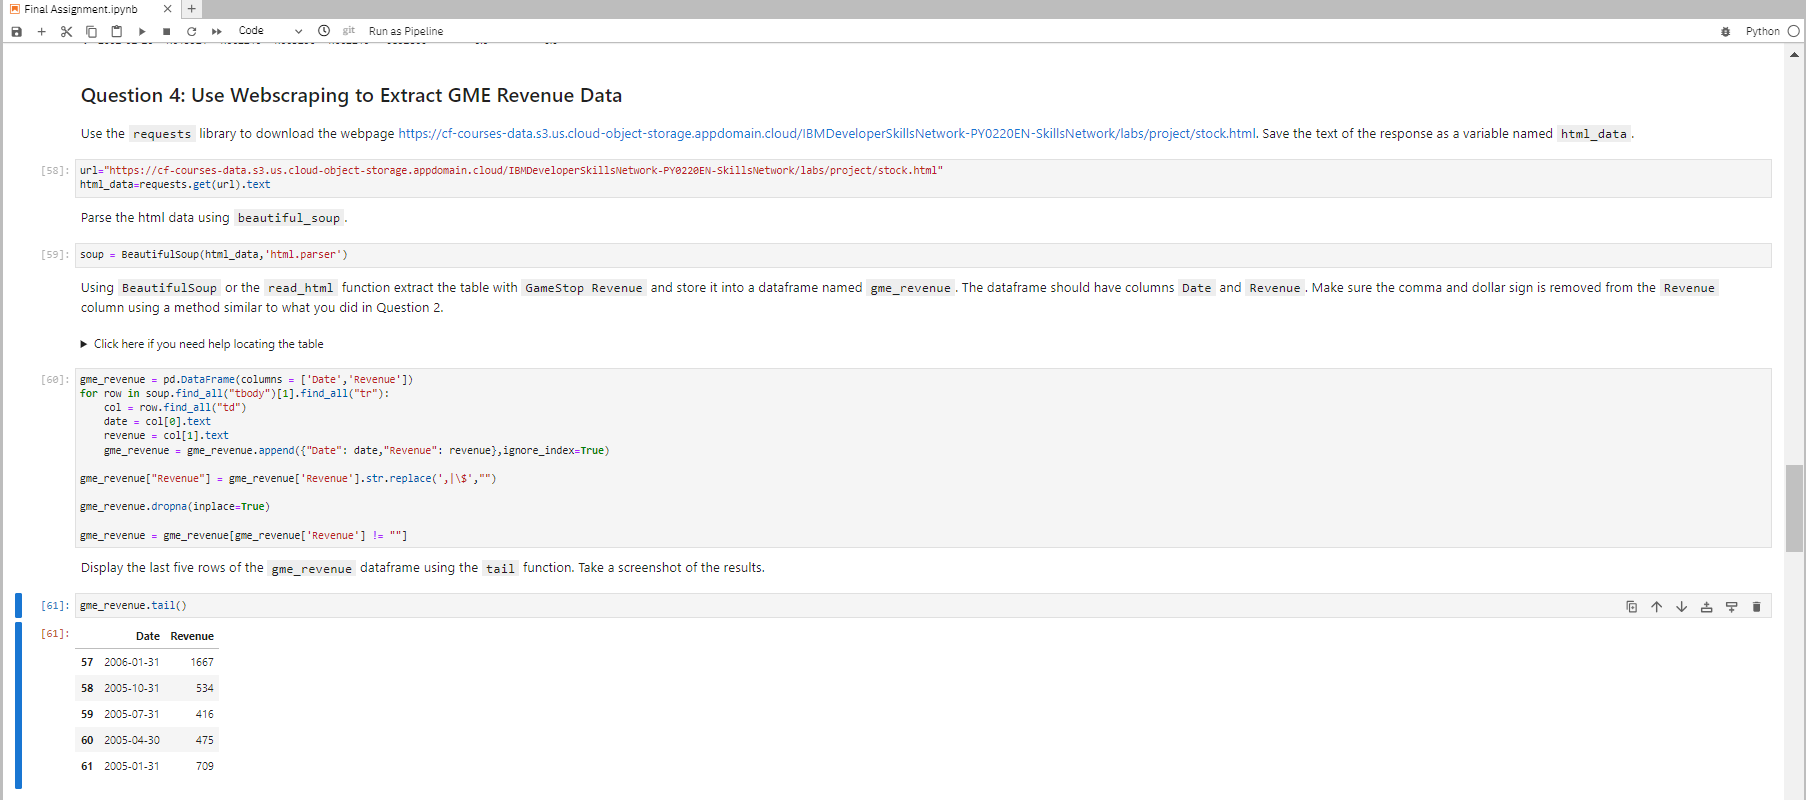 Final Assignment.ipynb
Code
git
Run as Pipeline
Python
Question 4: Use Webscraping to Extract GME Revenue Data
Use the requests library to download the webpage https://cf-courses-data.s3.us.cloud-object-storage.appdomain.cloud/IBMDeveloperSkillsNetwork-PY0220EN-SkillsNetwork/labs/project/stock.html. Save the text of the response as a variable named html_data.
[58]: url="https://cf-courses-data.s3.us.cloud-object-storage.appdomain.cloud/IBMDeveloperSkillsNetwork-PY0220EN-SkillsNetwork/labs/project/stock.html"
html_data=requests.get(url).text
Parse the html data using beautiful_soup.
[59]: soup = BeautifulSoup(html_data,'html.parser')
Using BeautifulSoup or the read_html function extract the table with GameStop Revenue and store it into a dataframe named gme_revenue. The dataframe should have columns Date and Revenue. Make sure the comma and dollar sign is removed from the Revenue
column using a method similar to what you did in Question 2.
Click here if you need help locating the table
[60]: gme_revenue = pd.DataFrame(columns = ['Date','Revenue'])
for row in soup.find_all("tbody")[1].find_all("tr"):
    col = row.find_all("td")
    date = col[0].text
    revenue = col[1].text
    gme_revenue = gme_revenue.append({"Date": date,"Revenue": revenue},ignore_index=True)
gme_revenue["Revenue"] = gme_revenue['Revenue'].str.replace(',|\$',"")
gme_revenue.dropna(inplace=True)
gme_revenue = gme_revenue[gme_revenue['Revenue'] != ""]
Display the last five rows of the gme_revenue dataframe using the tail function. Take a screenshot of the results.
[61]: gme_revenue.tail()
[61]: Date Revenue
57 2006-01-31 1667
58 2005-10-31 534
59 2005-07-31 416
60 2005-04-30 475
61 2005-01-31 709